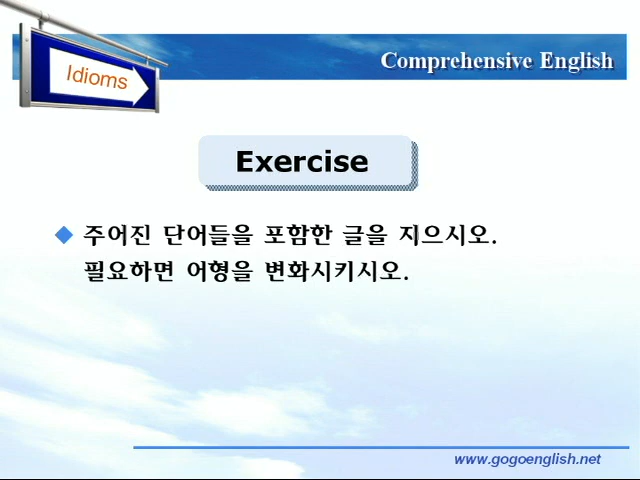 Idioms
Comprehensive English
Exercise
주어진 단어들을 포함한 글을 지으시오.
필요하면 어형을 변화시키시오.
www.gogoenglish.net